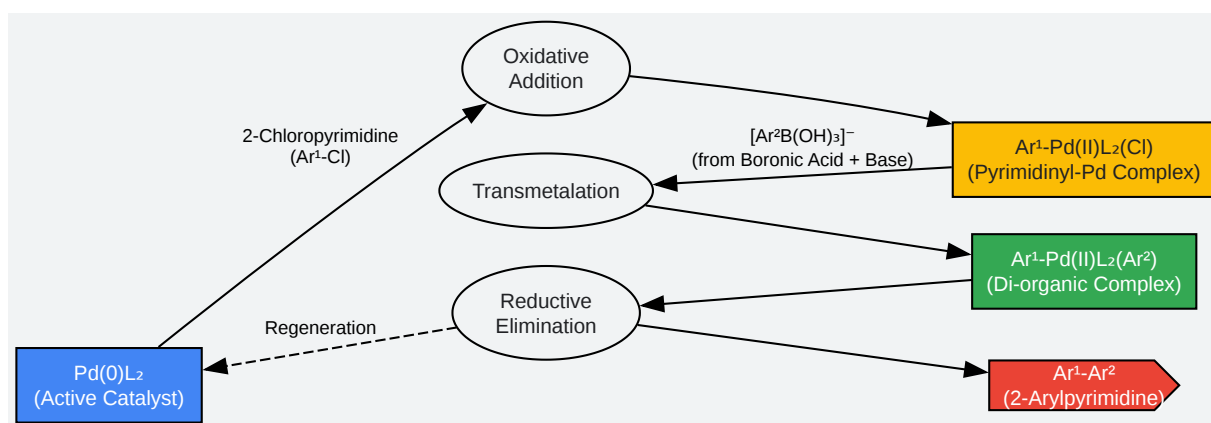 Oxidative
Addition
2-Chloropyrimidine
(Ar¹-Cl)
[Ar²B(OH)₃]⁻
(from Boronic Acid + Base)
Ar¹-Pd(II)L₂(Cl)
(Pyrimidinyl-Pd Complex)
Transmetalation
Ar¹-Pd(II)L₂(Ar²)
(Di-organic Complex)
Reductive
Elimination
Regeneration
Pd(0)L₂
(Active Catalyst)
Ar¹-Ar²
(2-Arylpyrimidine)